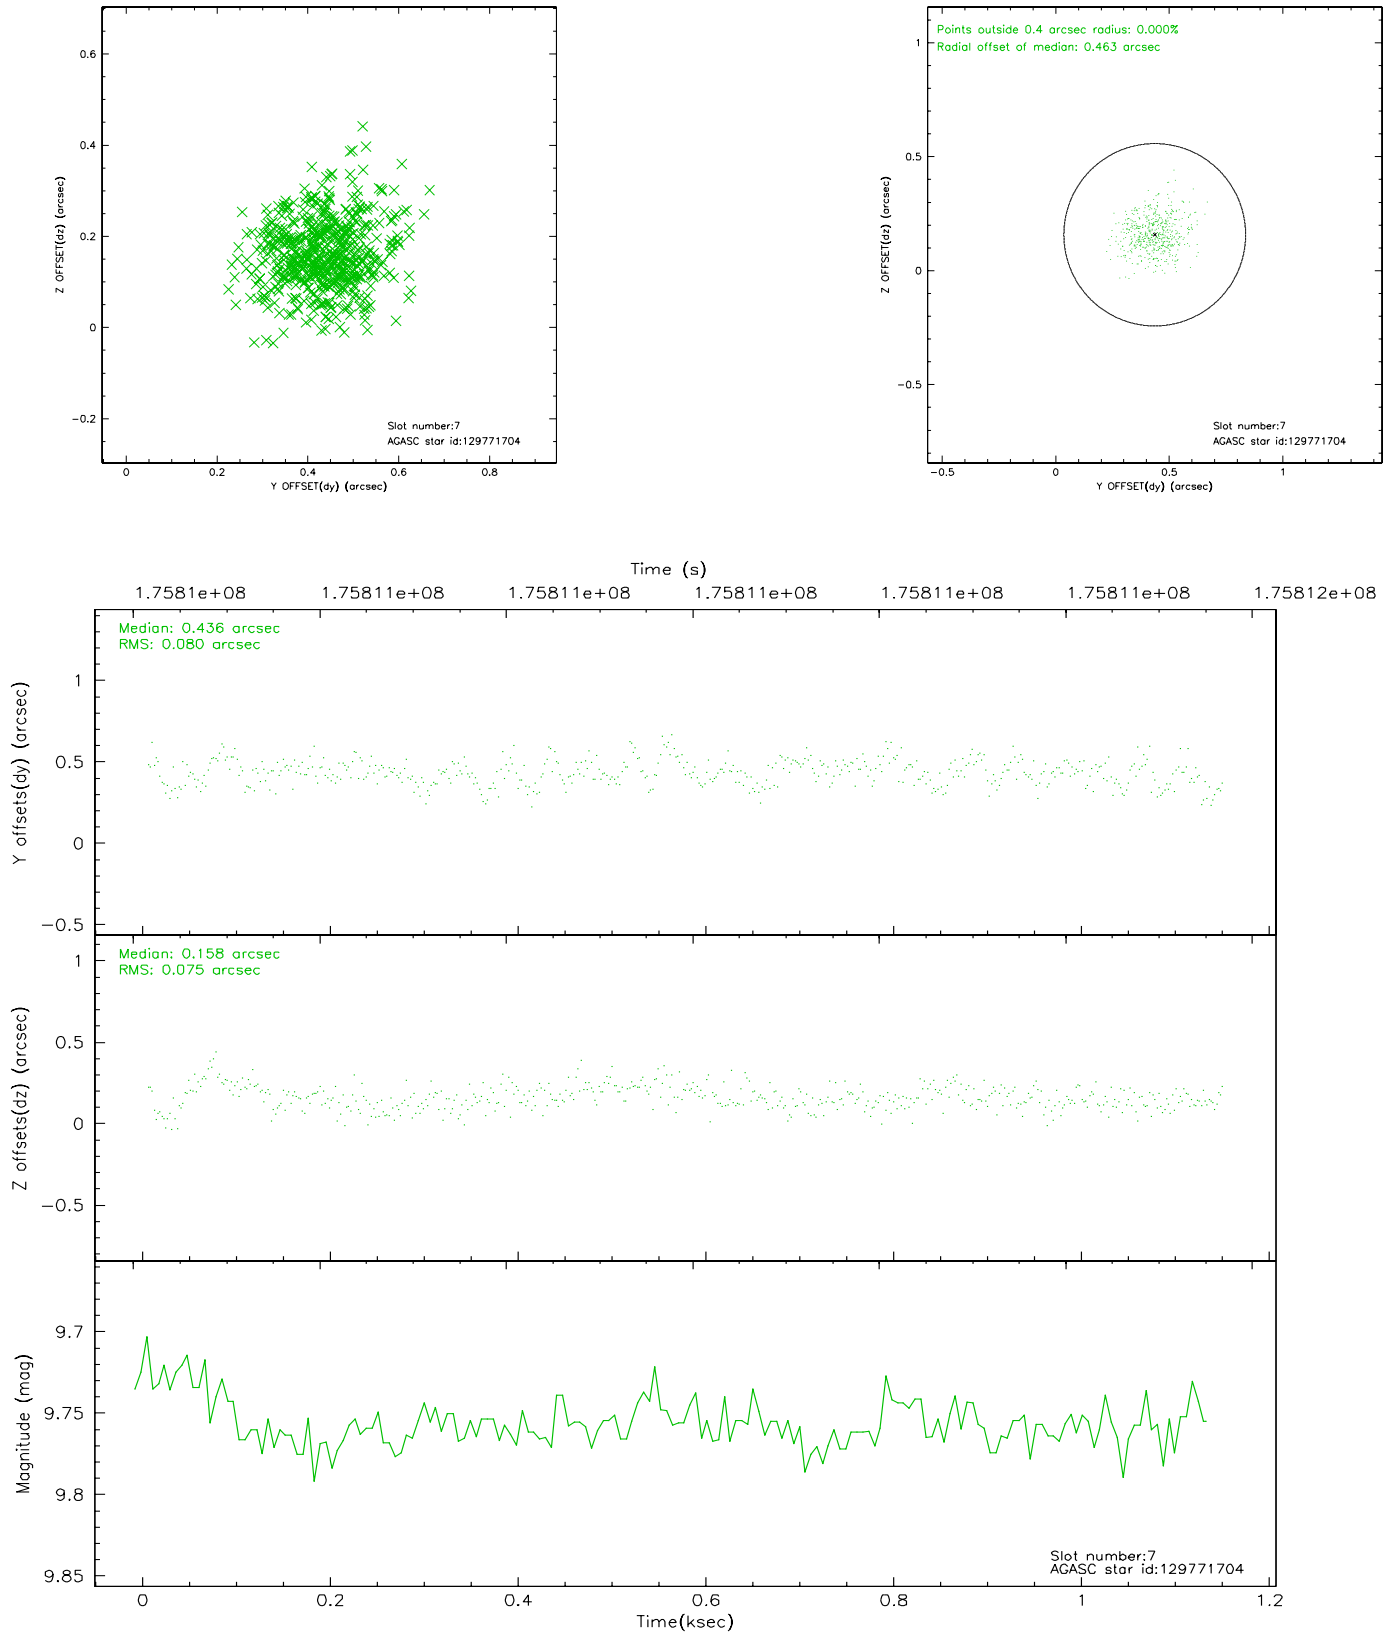 0.6
0.4
0.2
0
−0.2
Z OFFSET(dz) (arcsec)
0
0.2
0.4
0.6
0.8
Y OFFSET(dy) (arcsec)
Slot number:7
AGASC star id:129771704
Points outside 0.4 arcsec radius: 0.000%
Radial offset of median: 0.463 arcsec
1
0.5
0
−0.5
Z OFFSET(dz) (arcsec)
−0.5
0
0.5
1
Y OFFSET(dy) (arcsec)
Slot number:7
AGASC star id:129771704
Time (s)
1.7581e+08
1.75811e+08
1.75811e+08
1.75811e+08
1.75811e+08
1.75811e+08
1.75812e+08
Median: 0.436 arcsec
RMS: 0.080 arcsec
1
0.5
0
−0.5
Y offsets(dy) (arcsec)
Median: 0.158 arcsec
RMS: 0.075 arcsec
1
0.5
0
−0.5
Z offsets(dz) (arcsec)
9.7
9.75
9.8
9.85
Magnitude (mag)
Slot number:7
AGASC star id:129771704
0
0.2
0.4
0.6
0.8
1
1.2
Time(ksec)